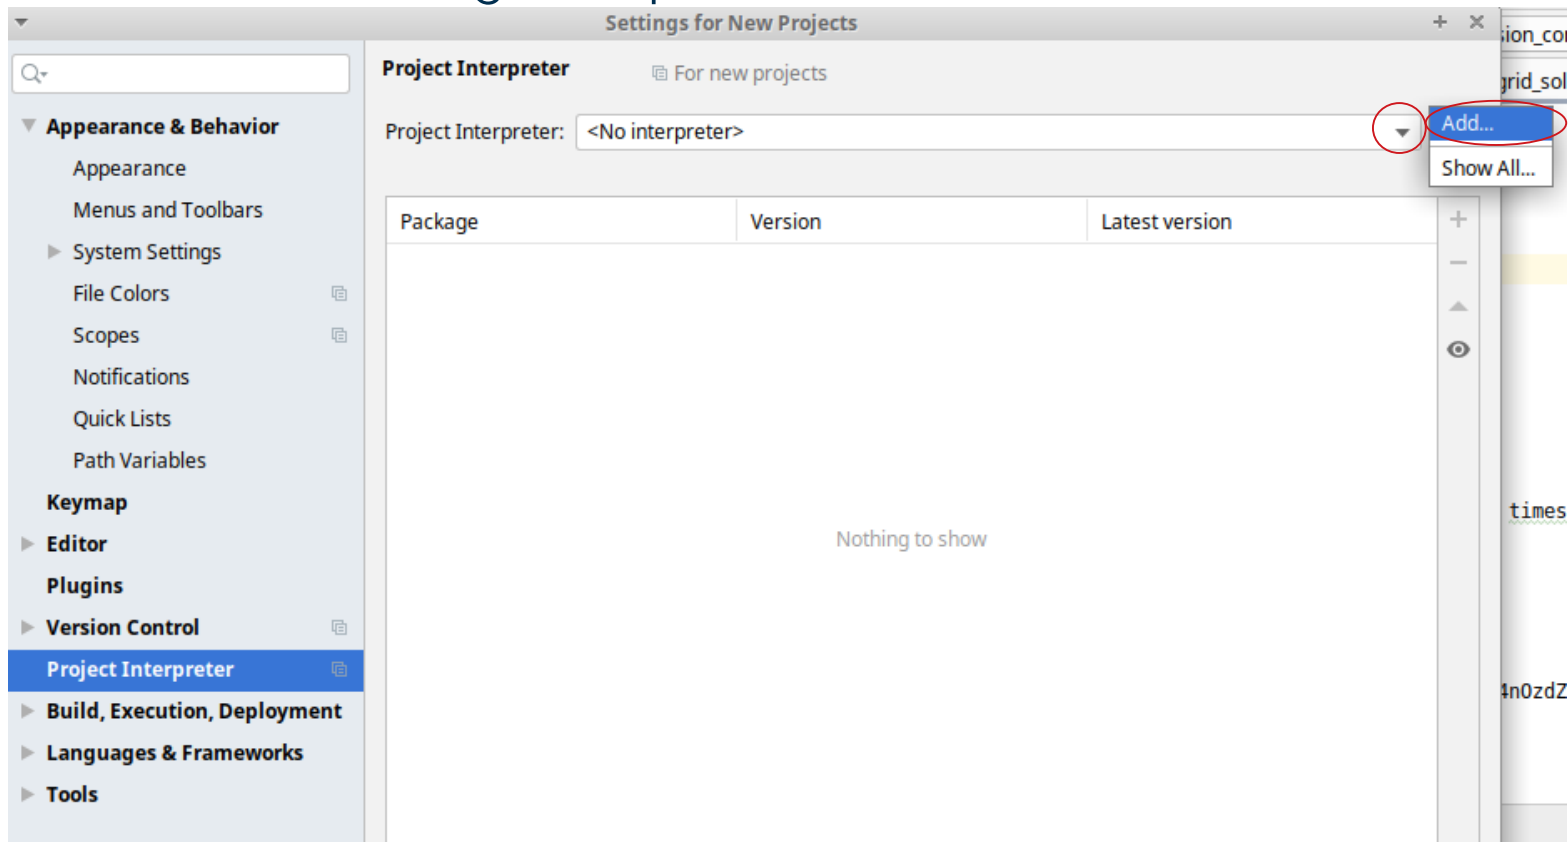 Settings for New Projects
Project Interpreter
For new projects
Project Interpreter: <No interpreter>
Add...
Show All...
Appearance & Behavior
Appearance
Menus and Toolbars
System Settings
File Colors
Scopes
Notifications
Quick Lists
Path Variables
Keymap
Editor
Plugins
Version Control
Project Interpreter
Build, Execution, Deployment
Languages & Frameworks
Tools
Package Version Latest version
Nothing to show
times